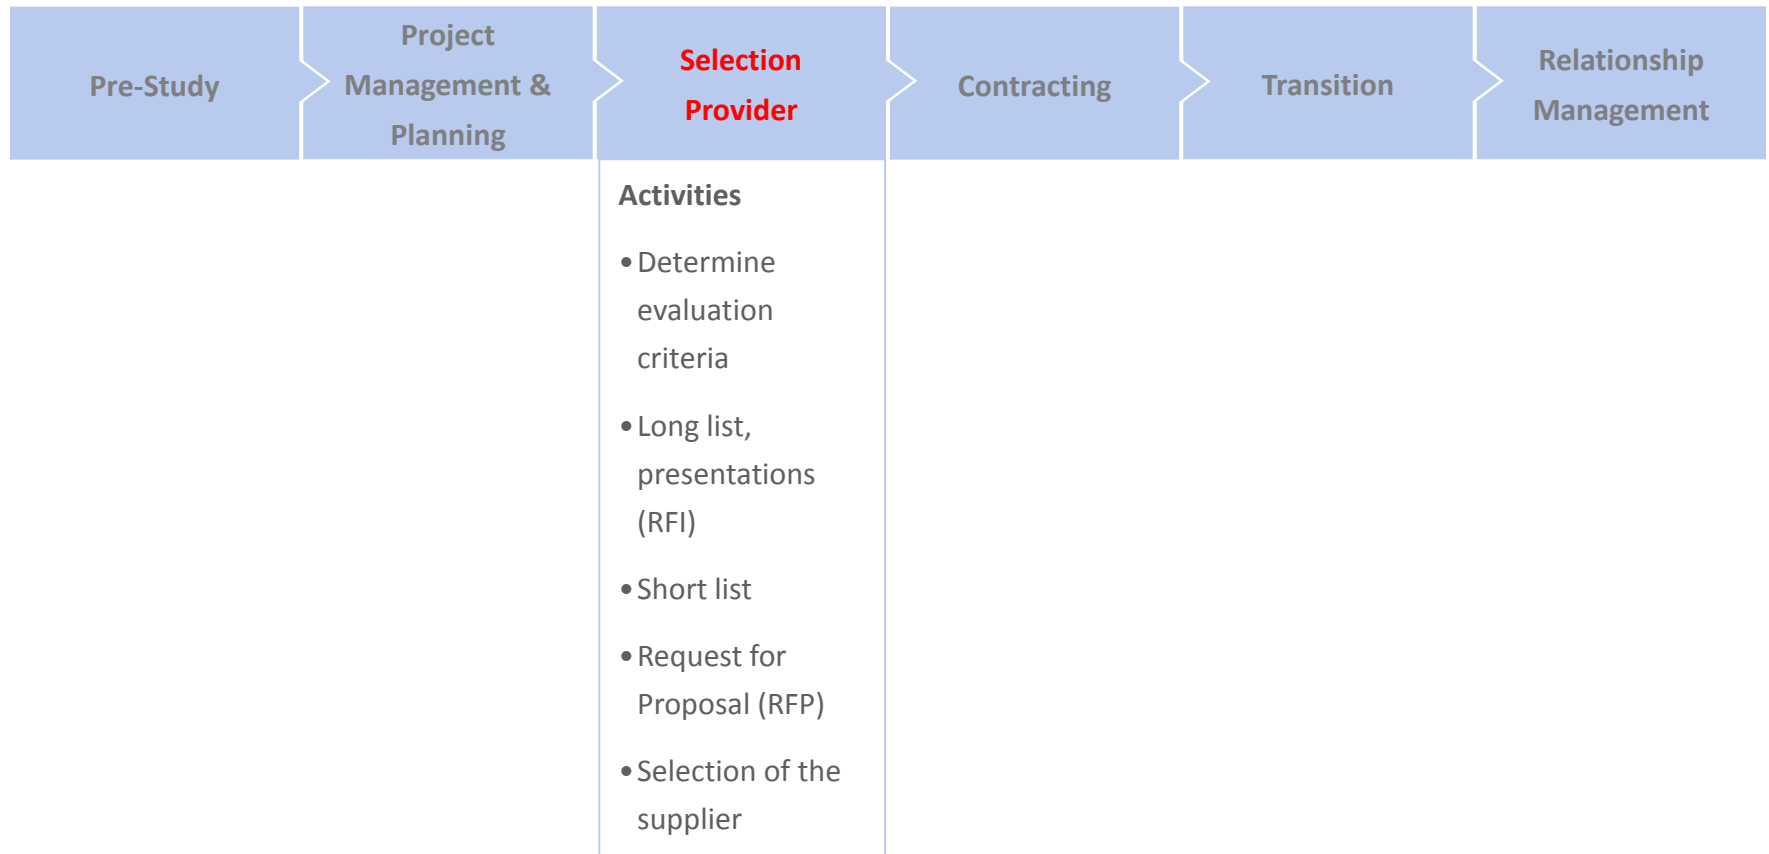 Pre-Study
Project
Management &
Planning
Selection
Provider
Contracting
Transition
Relationship
Management
Activities
•Determine
evaluation
criteria
•Long list,
presentations
(RFI)
•Short list
•Request for
Proposal (RFP)
•Selection of the
supplier